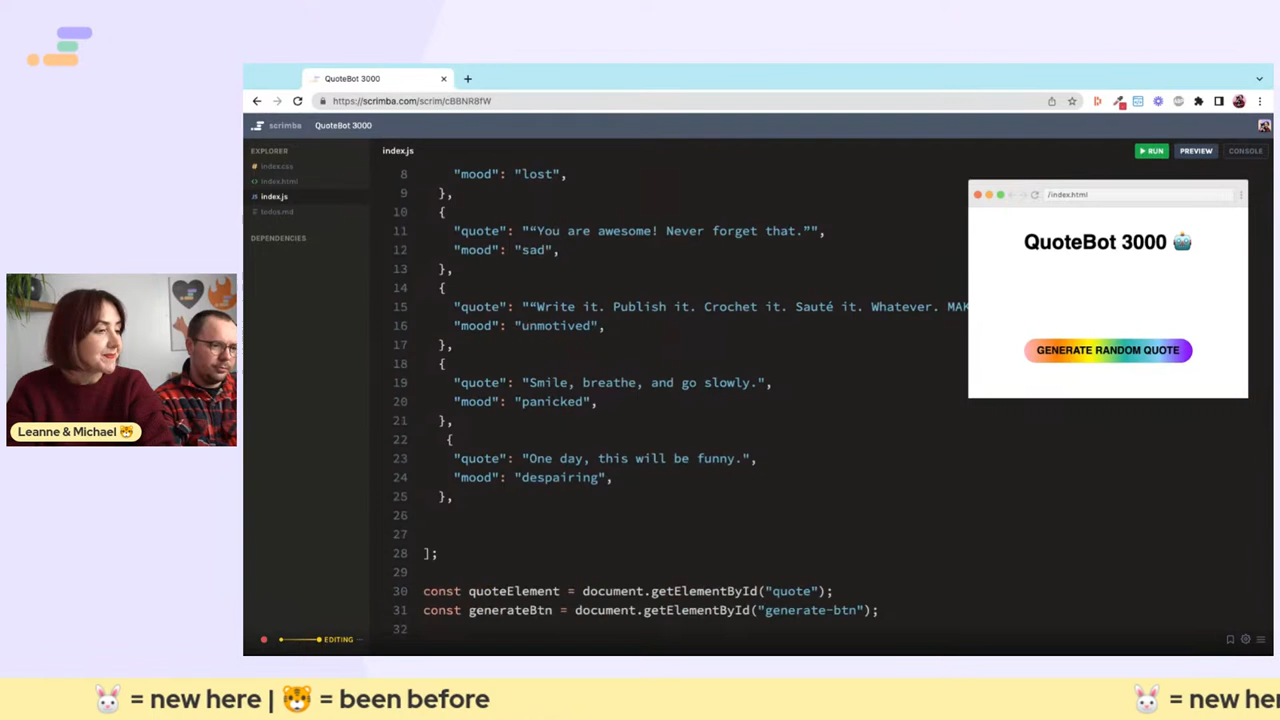 QuoteBot 3000
https://scrimba.com/scrim/cBBNRBfW
scrimba QuoteBot 3000
EXPLORER
index.css
index.html
index.js
todos.md
DEPENDENCIES
index.js
RUN PREVIEW CONSOLE
8 "mood": "lost",
9 },
10 {
11 "quote": "“You are awesome! Never forget that.”",
12 "mood": "sad",
13 },
14 {
15 "quote": "“Write it. Publish it. Crochet it. Sauté it. Whatever. MAK
16 "mood": "unmotived",
17 },
18 {
19 "quote": "Smile, breathe, and go slowly.",
20 "mood": "panicked",
21 },
22 {
23 "quote": "One day, this will be funny.",
24 "mood": "despairing",
25 },
26
27
28 ];
29
30 const quoteElement = document.getElementById("quote");
31 const generateBtn = document.getElementById("generate-btn");
32
/index.html
QuoteBot 3000 🤖
GENERATE RANDOM QUOTE
EDITING
Leanne & Michael 🐯
🐰 = new here | 🐯 = been before
🐰 = new her